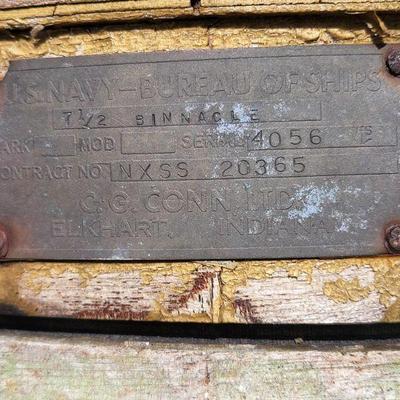 U.S. NAVY—BUREAU OF SHIPS
7 1/2 BINNACLE
MARK MOD SERIAL 4056
CONTRACT NO. NXSS 20365
C.G. CONN, LTD.
ELKHART, INDIANA